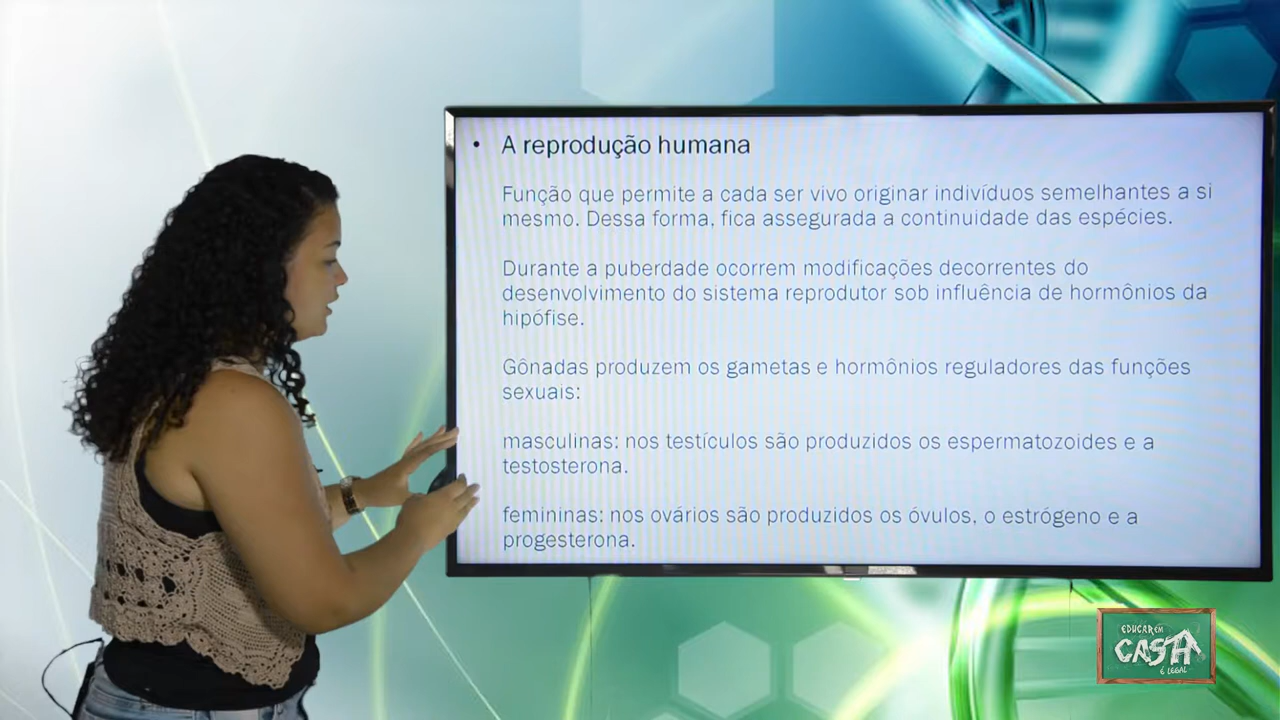 • A reprodução humana
Função que permite a cada ser vivo originar indivíduos semelhantes a si
mesmo. Dessa forma, fica assegurada a continuidade das espécies.
Durante a puberdade ocorrem modificações decorrentes do
desenvolvimento do sistema reprodutor sob influência de hormônios da
hipófise.
Gônadas produzem os gametas e hormônios reguladores das funções
sexuais:
masculinas: nos testículos são produzidos os espermatozoides e a
testosterona.
femininas: nos ovários são produzidos os óvulos, o estrógeno e a
progesterona.
EDUCAR EM
CASA
É LEGAL